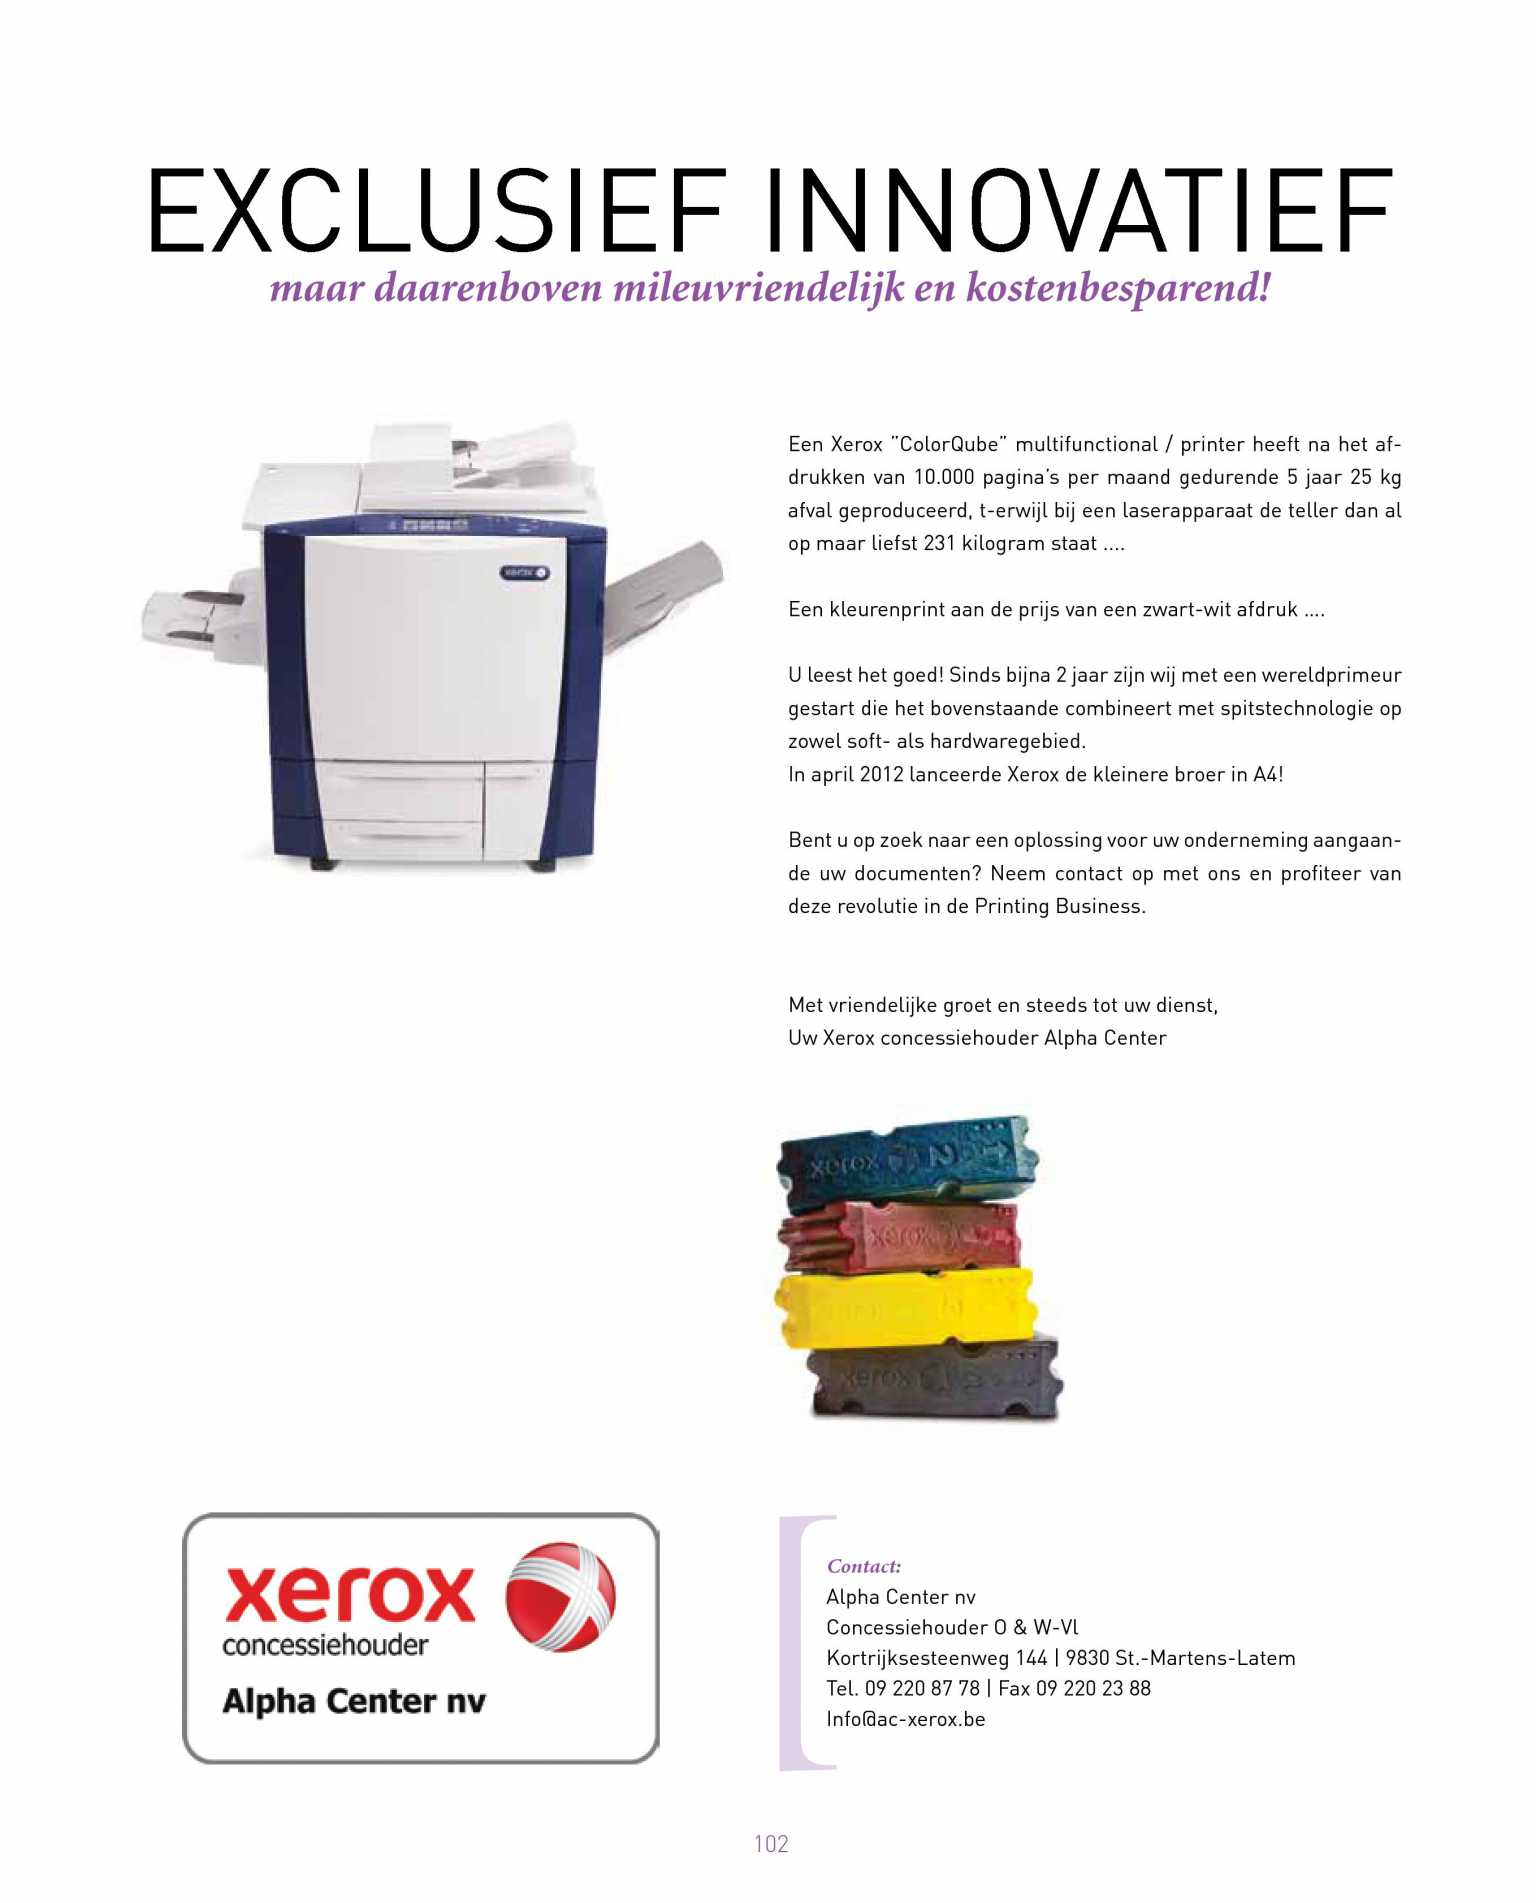 EXCLUSIEF INNOVATIEF
maar daarenboven mileuvriendelijk en kostenbesparend!
xerox
Een Xerox ”ColorQube” multifunctional / printer heeft na het af-
drukken van 10.000 pagina’s per maand gedurende 5 jaar 25 kg
afval geproduceerd, t-erwijl bij een laserapparaat de teller dan al
op maar liefst 231 kilogram staat ....
Een kleurenprint aan de prijs van een zwart-wit afdruk ....
U leest het goed! Sinds bijna 2 jaar zijn wij met een wereldprimeur
gestart die het bovenstaande combineert met spitstechnologie op
zowel soft- als hardwaregebied.
In april 2012 lanceerde Xerox de kleinere broer in A4!
Bent u op zoek naar een oplossing voor uw onderneming aangaan-
de uw documenten? Neem contact op met ons en profiteer van
deze revolutie in de Printing Business.
Met vriendelijke groet en steeds tot uw dienst,
Uw Xerox concessiehouder Alpha Center
xerox
xerox
xerox
xerox
concessiehouder
Alpha Center nv
Contact:
Alpha Center nv
Concessiehouder O & W-Vl
Kortrijksesteenweg 144 | 9830 St.-Martens-Latem
Tel. 09 220 87 78 | Fax 09 220 23 88
Info@ac-xerox.be
102